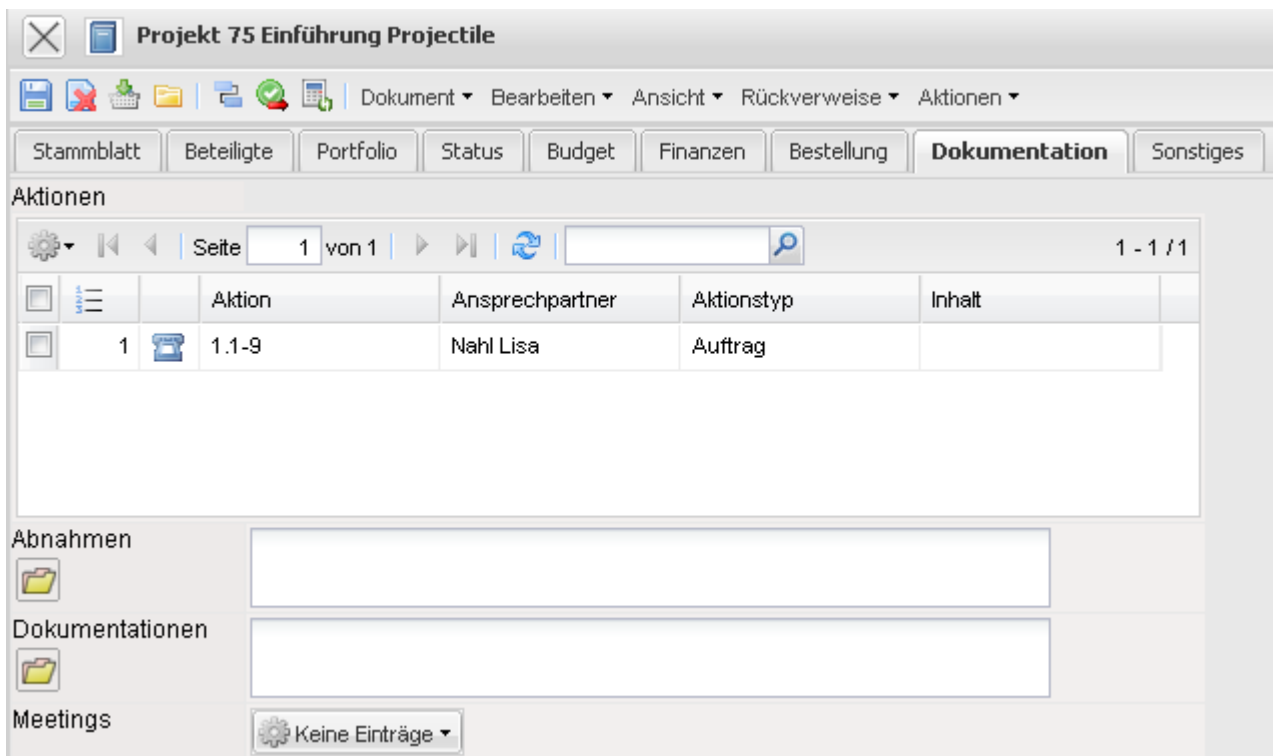 Projekt 75 Einführung Projectile
Dokument Bearbeiten Ansicht Rückverweise Aktionen
Stammblatt Beteiligte Portfolio Status Budget Finanzen Bestellung Dokumentation Sonstiges
Aktionen
Seite 1 von 1 1 - 1 / 1
Aktion Ansprechpartner Aktionstyp Inhalt
1 1.1-9 Nahl Lisa Auftrag
Abnahmen
Dokumentationen
Meetings Keine Einträge